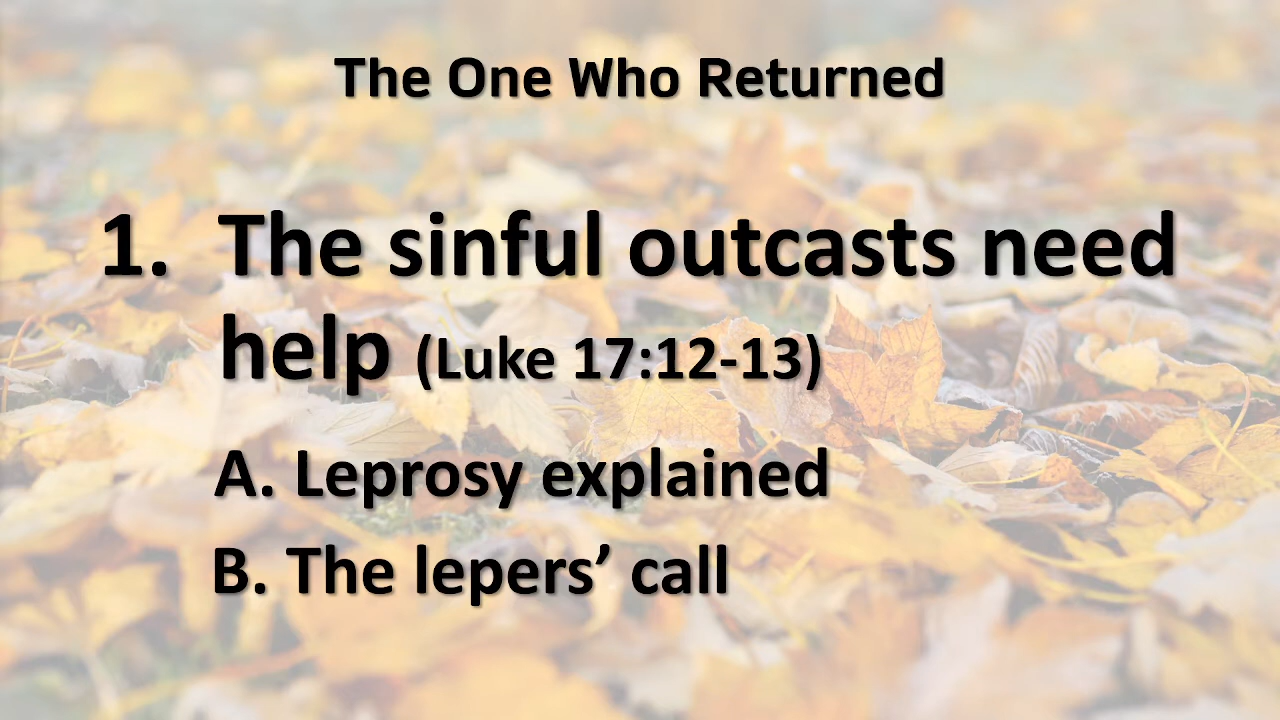 The One Who Returned
1. The sinful outcasts need
help (Luke 17:12-13)
A. Leprosy explained
B. The lepers’ call